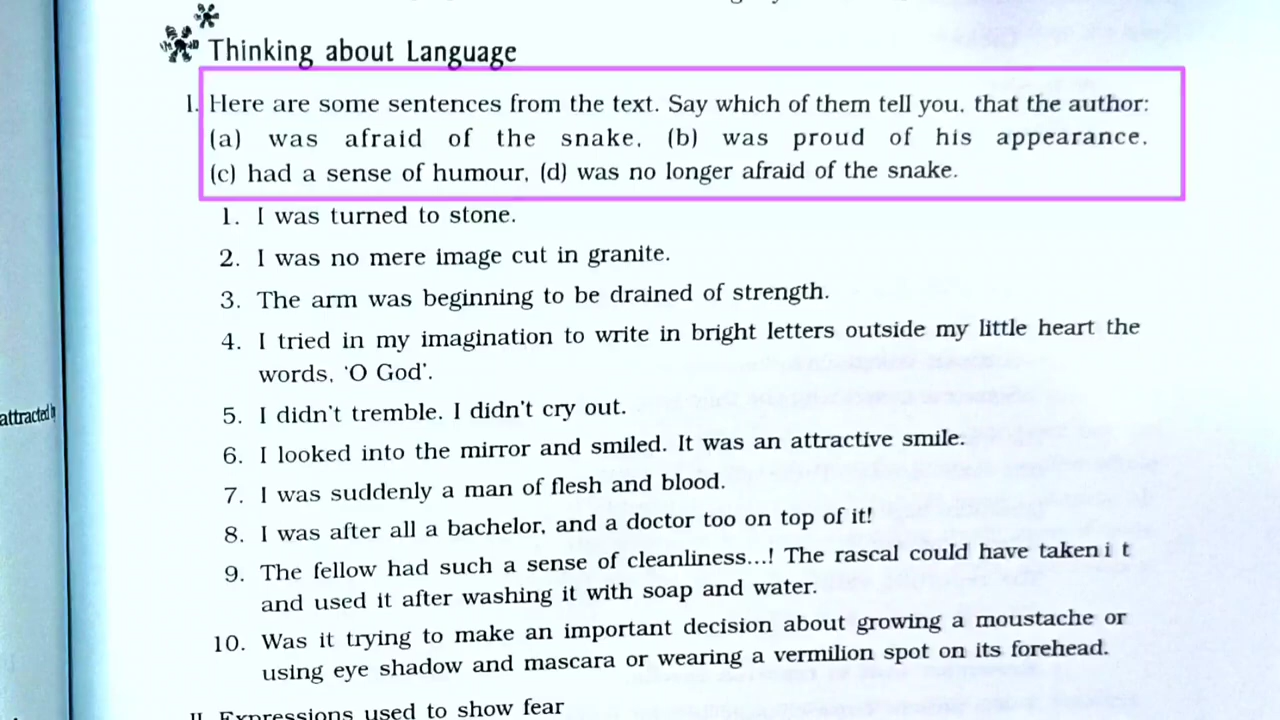 Thinking about Language
I. Here are some sentences from the text. Say which of them tell you, that the author:
(a) was afraid of the snake, (b) was proud of his appearance,
(c) had a sense of humour, (d) was no longer afraid of the snake.
1. I was turned to stone.
2. I was no mere image cut in granite.
3. The arm was beginning to be drained of strength.
4. I tried in my imagination to write in bright letters outside my little heart the
words, ‘O God’.
5. I didn't tremble. I didn't cry out.
6. I looked into the mirror and smiled. It was an attractive smile.
7. I was suddenly a man of flesh and blood.
8. I was after all a bachelor, and a doctor too on top of it!
attracted
9. The fellow had such a sense of cleanliness...! The rascal could have taken i t
and used it after washing it with soap and water.
10. Was it trying to make an important decision about growing a moustache or
using eye shadow and mascara or wearing a vermilion spot on its forehead.
II. Expressions used to show fear